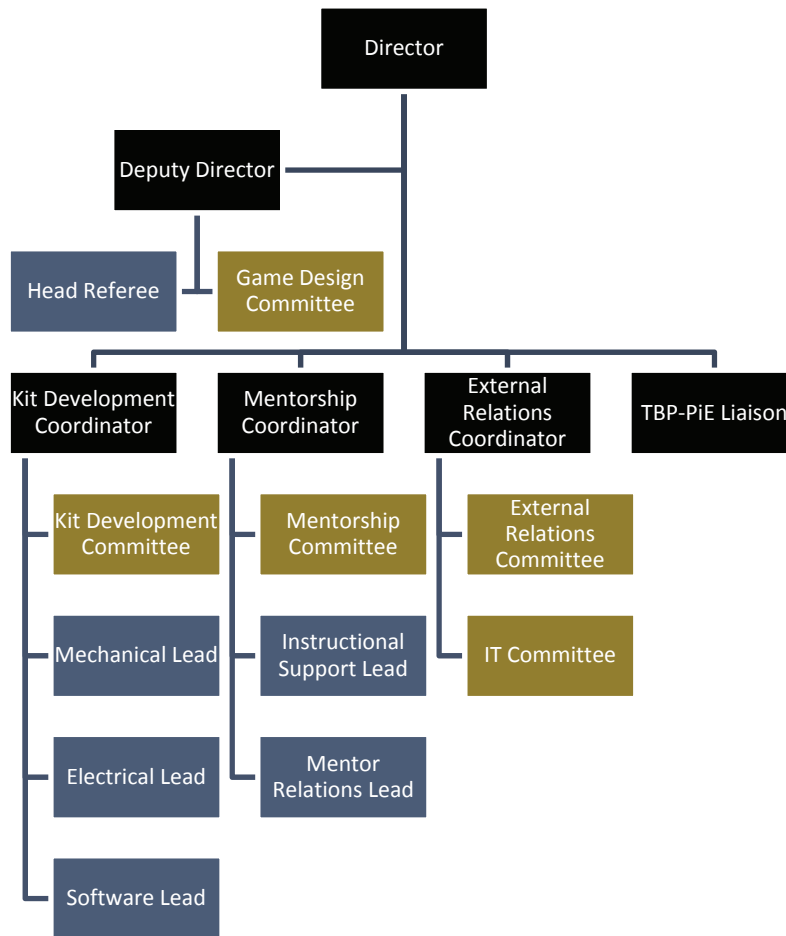 Director
Deputy Director
Head Referee
Game Design
Committee
Kit Development
Coordinator
Mentorship
Coordinator
External
Relations
Coordinator
TBP-PiE Liaison
Kit Development
Committee
Mentorship
Committee
External
Relations
Committee
Mechanical Lead
Instructional
Support Lead
IT Committee
Electrical Lead
Mentor
Relations Lead
Software Lead